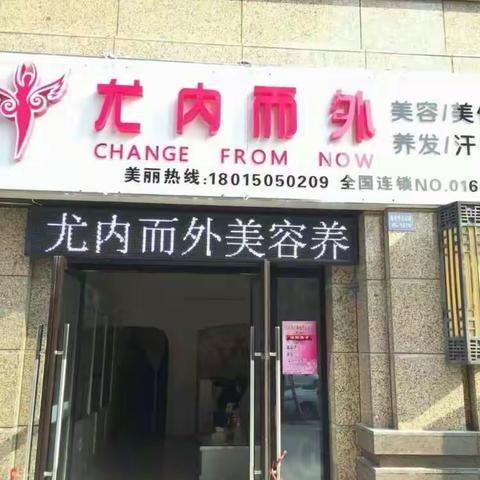 尤内而外
CHANGE FROM NOW
美容/美
养发/汗
美丽热线:18015050209 全国连锁NO.016
尤内而外美容养